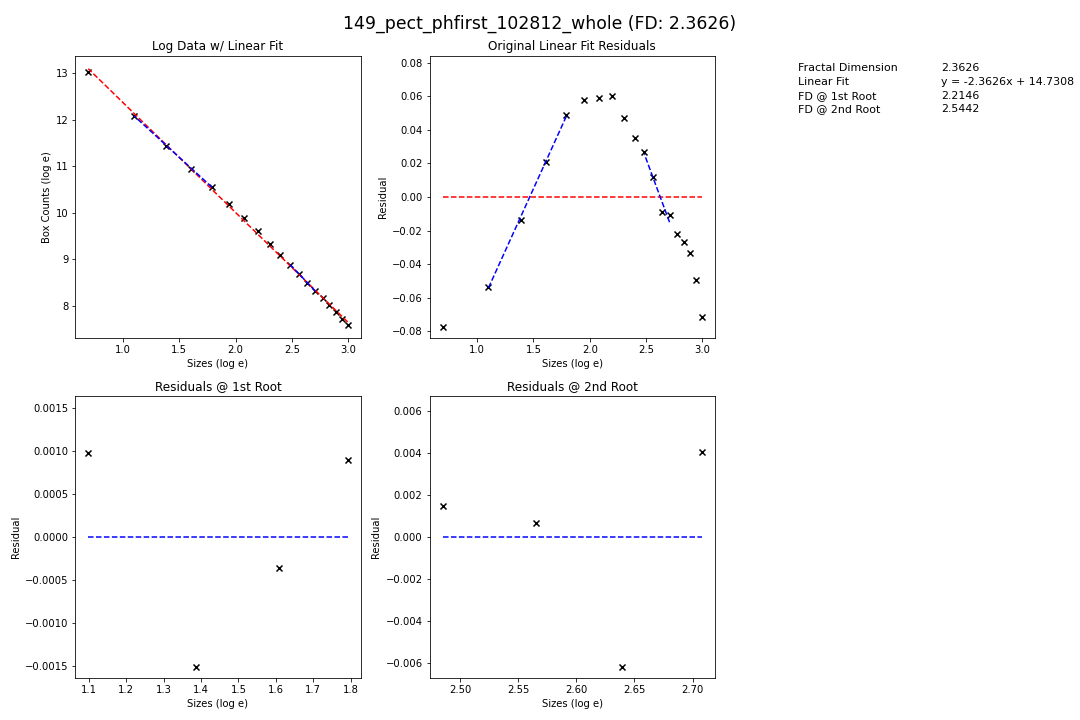 149_pect_phfirst_102812_whole (FD: 2.3626)
Log Data w/ Linear Fit
13
12
11
10
9
8
Box Counts (log e)
1.0 1.5 2.0 2.5 3.0
Sizes (log e)
Original Linear Fit Residuals
0.08
0.06
0.04
0.02
0.00
−0.02
−0.04
−0.06
−0.08
Residual
1.0 1.5 2.0 2.5 3.0
Sizes (log e)
Fractal Dimension 2.3626
Linear Fit y = -2.3626x + 14.7308
FD @ 1st Root 2.2146
FD @ 2nd Root 2.5442
Residuals @ 1st Root
0.0015
0.0010
0.0005
0.0000
−0.0005
−0.0010
−0.0015
Residual
1.1 1.2 1.3 1.4 1.5 1.6 1.7 1.8
Sizes (log e)
Residuals @ 2nd Root
0.006
0.004
0.002
0.000
−0.002
−0.004
−0.006
Residual
2.50 2.55 2.60 2.65 2.70
Sizes (log e)